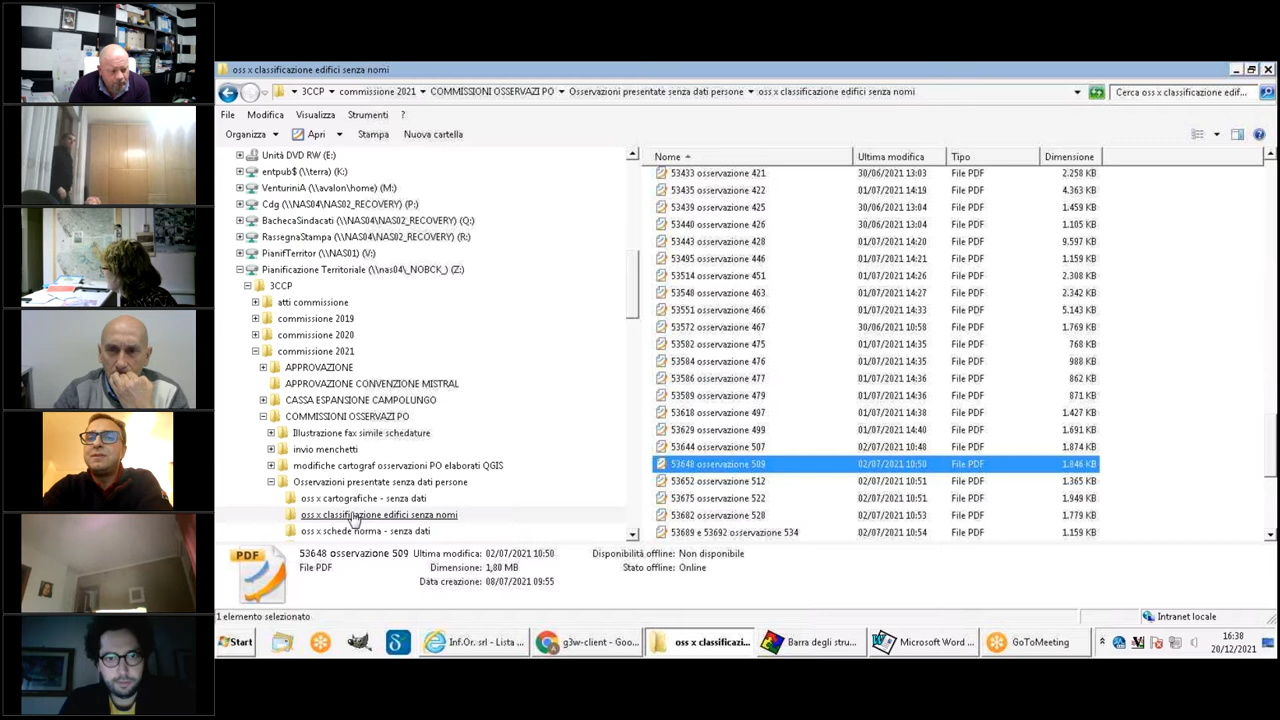 oss x classificazione edifici senza nomi
3CCP commissione 2021 COMMISSIONI OSSERVAZI PO Osservazioni presentate senza dati persone oss x classificazione edifici senza nomi Cerca oss x classificazione edif...
File Modifica Visualizza Strumenti ?
Organizza Apri Stampa Nuova cartella
Unità DVD RW (E:)
entpub$ (\\terra) (K:)
VenturiniA (\\avalon\home) (M:)
Cdg (\\NAS04\NAS02_RECOVERY) (P:)
BachecaSindacati (\\NAS04\NAS02_RECOVERY) (Q:)
RassegnaStampa (\\NAS04\NAS02_RECOVERY) (R:)
PianifTerritor (\\NAS01) (V:)
Pianificazione Territoriale (\\nas04\_NOBCK_) (Z:)
3CCP
atti commissione
commissione 2019
commissione 2020
commissione 2021
APPROVAZIONE
APPROVAZIONE CONVENZIONE MISTRAL
CASSA ESPANSIONE CAMPOLUNGO
COMMISSIONI OSSERVAZI PO
Illustrazione fax simile schedature
invio menchetti
modifiche cartograf osservazioni PO elaborati QGIS
Osservazioni presentate senza dati persone
oss x cartografiche - senza dati
oss x classificazione edifici senza nomi
oss x schede norma - senza dati
Nome Ultima modifica Tipo Dimensione
53433 osservazione 421 30/06/2021 13:03 File PDF 2.258 KB
53435 osservazione 422 01/07/2021 14:19 File PDF 4.363 KB
53439 osservazione 425 30/06/2021 13:04 File PDF 1.459 KB
53440 osservazione 426 30/06/2021 13:04 File PDF 1.105 KB
53443 osservazione 428 01/07/2021 14:20 File PDF 9.597 KB
53495 osservazione 446 01/07/2021 14:21 File PDF 1.159 KB
53514 osservazione 451 01/07/2021 14:26 File PDF 2.308 KB
53548 osservazione 463 01/07/2021 14:27 File PDF 2.342 KB
53551 osservazione 466 01/07/2021 14:33 File PDF 5.143 KB
53572 osservazione 467 30/06/2021 10:58 File PDF 1.769 KB
53582 osservazione 475 01/07/2021 14:35 File PDF 768 KB
53584 osservazione 476 01/07/2021 14:36 File PDF 988 KB
53586 osservazione 477 01/07/2021 14:36 File PDF 862 KB
53589 osservazione 479 01/07/2021 14:36 File PDF 871 KB
53618 osservazione 497 01/07/2021 14:38 File PDF 1.427 KB
53629 osservazione 499 01/07/2021 14:40 File PDF 1.691 KB
53644 osservazione 507 02/07/2021 10:48 File PDF 1.874 KB
53648 osservazione 509 02/07/2021 10:50 File PDF 1.846 KB
53652 osservazione 512 02/07/2021 10:51 File PDF 1.365 KB
53675 osservazione 522 02/07/2021 10:51 File PDF 1.949 KB
53682 osservazione 528 02/07/2021 10:53 File PDF 1.779 KB
53689 e 53692 osservazione 534 02/07/2021 10:54 File PDF 1.159 KB
PDF
53648 osservazione 509 Ultima modifica: 02/07/2021 10:50 Disponibilità offline: Non disponibile
File PDF Dimensione: 1,80 MB Stato offline: Online
Data creazione: 08/07/2021 09:55
1 elemento selezionato Intranet locale
Start Inf.Or. srl - Lista ... g3w-client - Goo... oss x classificazi... Barra degli stru... Microsoft Word ... GoToMeeting 16:38
20/12/2021